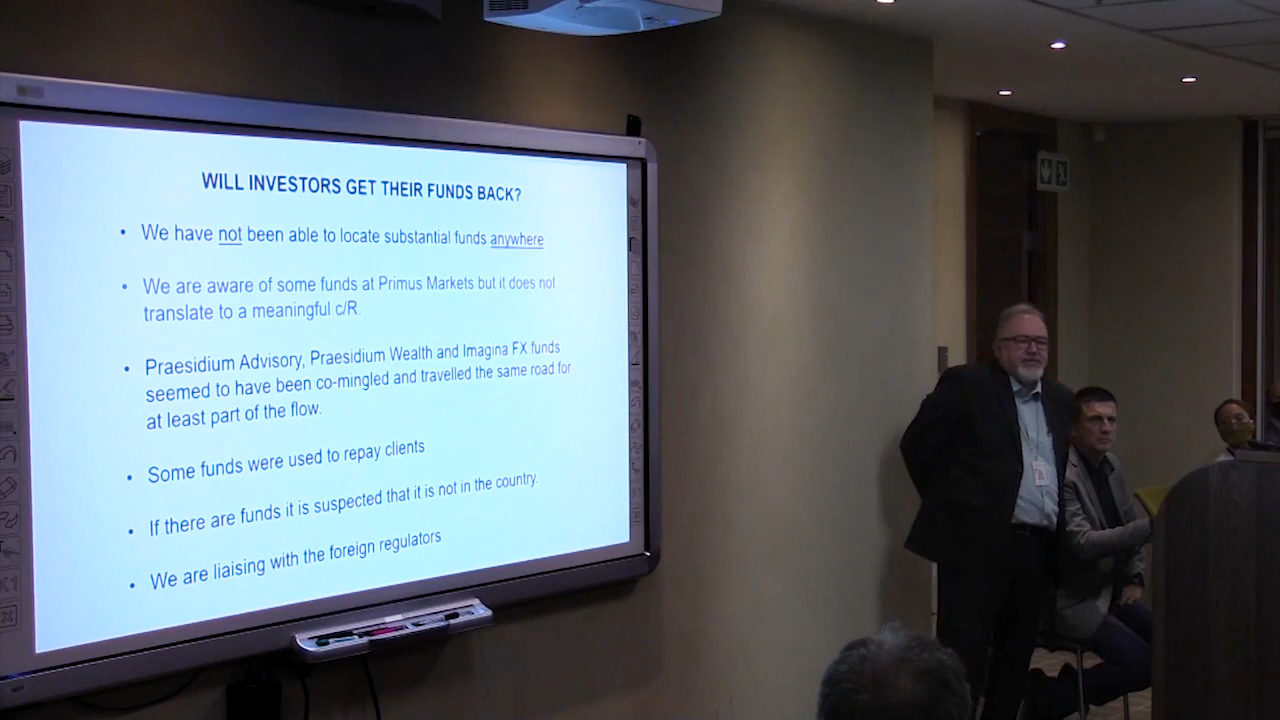 WILL INVESTORS GET THEIR FUNDS BACK?
• We have not been able to locate substantial funds anywhere
• We are aware of some funds at Primus Markets but it does not
translate to a meaningful c/R.
• Praesidium Advisory, Praesidium Wealth and Imagina FX funds
seemed to have been co-mingled and travelled the same road for
at least part of the flow.
• Some funds were used to repay clients
• If there are funds it is suspected that it is not in the country.
• We are liaising with the foreign regulators